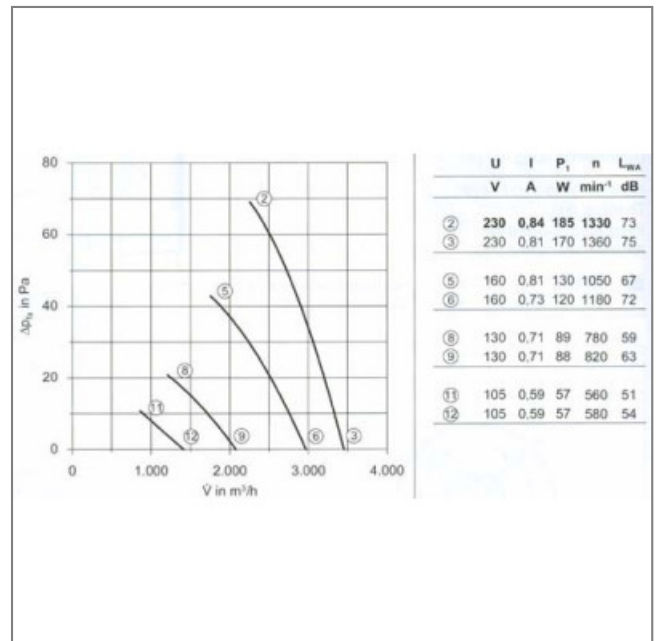 80
60
40
20
0
Δp_fa in Pa
0 1.000 2.000 3.000 4.000
V̇ in m³/h
②
⑤
⑧
⑪
⑫ ⑨ ⑥ ③
U I P₁ n L_WA
V A W min⁻¹ dB
② 230 0,84 185 1330 73
③ 230 0,81 170 1360 75
⑤ 160 0,81 130 1050 67
⑥ 160 0,73 120 1180 72
⑧ 130 0,71 89 780 59
⑨ 130 0,71 88 820 63
⑪ 105 0,59 57 560 51
⑫ 105 0,59 57 580 54